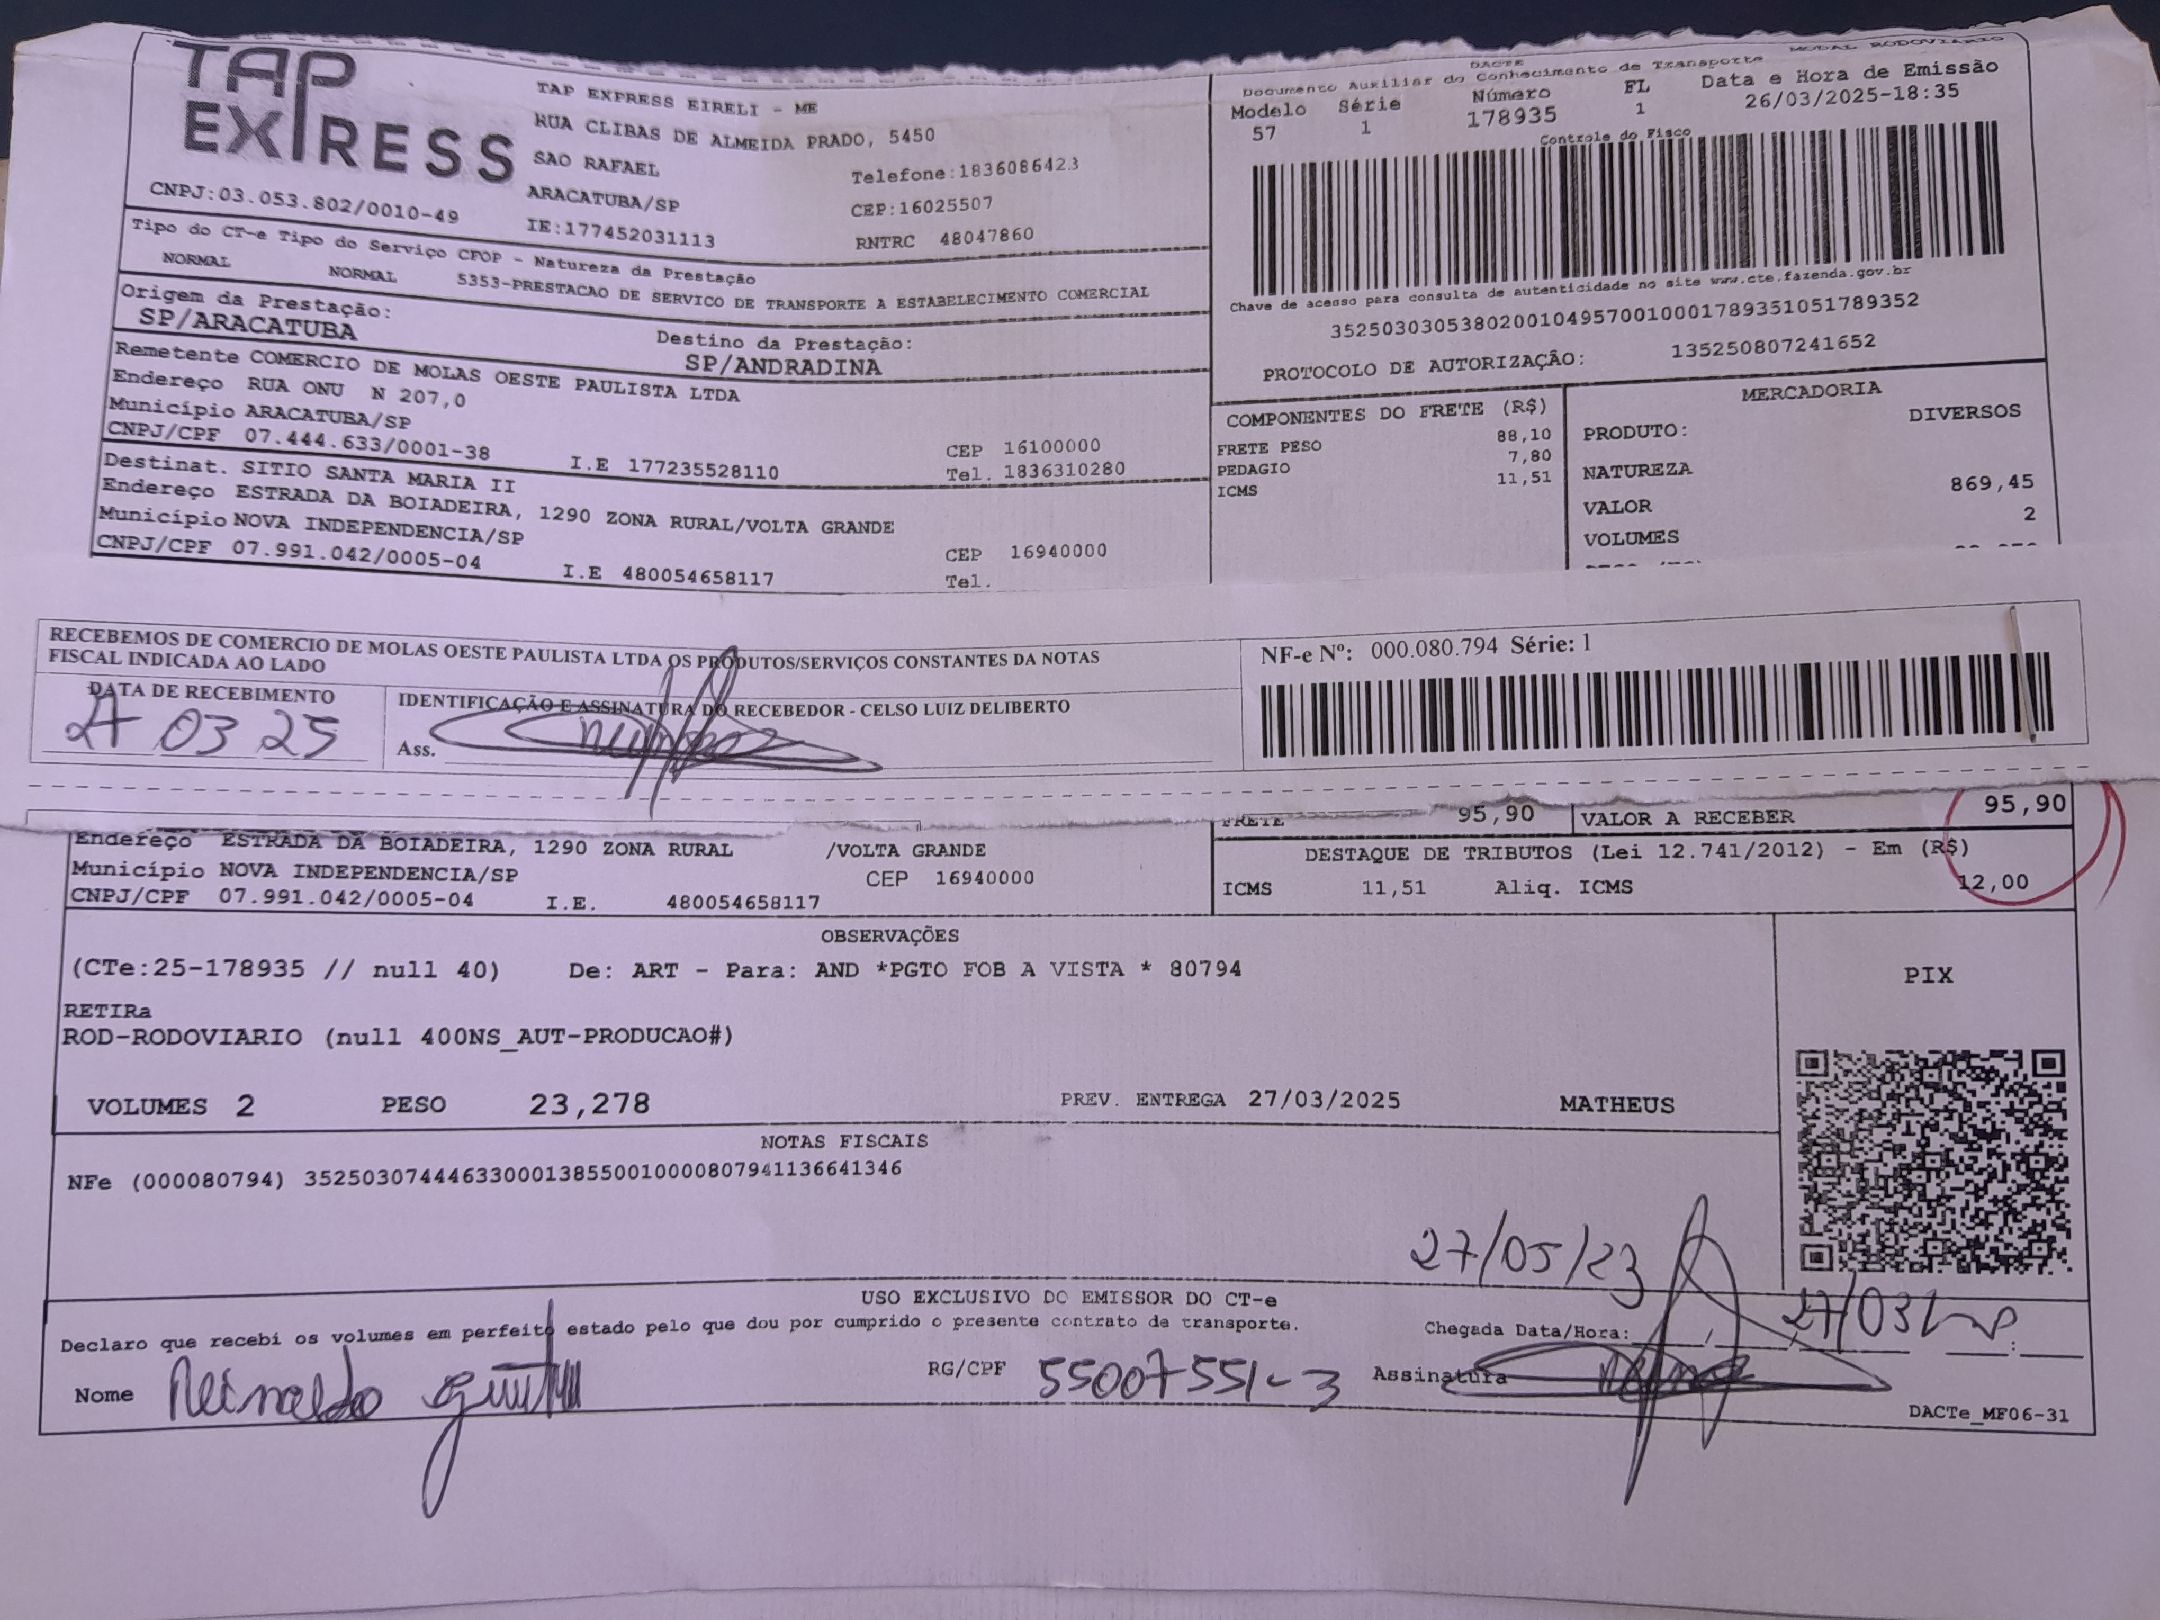 TAP EXPRESS
CNPJ:03.053.802/0010-49
TAP EXPRESS EIRELI - ME
RUA CLIBAS DE ALMEIDA PRADO, 5450
SAO RAFAEL
Telefone:1836086423
ARACATUBA/SP
CEP:16025507
IE:177452031113
RNTRC 48047860
DACTE
MODAL RODOVIARIO
Documento Auxiliar do Conhecimento de Transporte
Modelo Série Número FL Data e Hora de Emissão
57 1 178935 1 26/03/2025-18:35
Controle do Fisco
Chave de acesso para consulta de autenticidade no site www.cte.fazenda.gov.br
35250303053802001049570010001789351051789352
PROTOCOLO DE AUTORIZAÇÃO: 135250807241652
Tipo do CT-e Tipo do Serviço CFOP - Natureza da Prestação
NORMAL NORMAL 5353-PRESTACAO DE SERVICO DE TRANSPORTE A ESTABELECIMENTO COMERCIAL
Origem da Prestação: Destino da Prestação:
SP/ARACATUBA SP/ANDRADINA
Remetente COMERCIO DE MOLAS OESTE PAULISTA LTDA
Endereço RUA ONU N 207,0
Município ARACATUBA/SP CEP 16100000
CNPJ/CPF 07.444.633/0001-38 I.E 177235528110 Tel. 1836310280
Destinat. SITIO SANTA MARIA II
Endereço ESTRADA DA BOIADEIRA, 1290 ZONA RURAL/VOLTA GRANDE
Município NOVA INDEPENDENCIA/SP CEP 16940000
CNPJ/CPF 07.991.042/0005-04 I.E 480054658117 Tel.
COMPONENTES DO FRETE (R$)
FRETE PESO 88,10
PEDAGIO 7,80
ICMS 11,51
MERCADORIA
PRODUTO: DIVERSOS
NATUREZA
VALOR 869,45
VOLUMES 2
RECEBEMOS DE COMERCIO DE MOLAS OESTE PAULISTA LTDA OS PRODUTOS/SERVIÇOS CONSTANTES DA NOTAS
FISCAL INDICADA AO LADO
DATA DE RECEBIMENTO
27 03 25
IDENTIFICAÇÃO E ASSINATURA DO RECEBEDOR - CELSO LUIZ DELIBERTO
Ass.
NF-e Nº: 000.080.794 Série: 1
FRETE 95,90 VALOR A RECEBER 95,90
Endereço ESTRADA DA BOIADEIRA, 1290 ZONA RURAL /VOLTA GRANDE
Município NOVA INDEPENDENCIA/SP CEP 16940000
CNPJ/CPF 07.991.042/0005-04 I.E. 480054658117
DESTAQUE DE TRIBUTOS (Lei 12.741/2012) - Em (R$)
ICMS 11,51 Aliq. ICMS 12,00
OBSERVAÇÕES
(CTe:25-178935 // null 40) De: ART - Para: AND *PGTO FOB A VISTA * 80794
RETIRa
ROD-RODOVIARIO (null 400NS_AUT-PRODUCAO#)
VOLUMES 2 PESO 23,278 PREV. ENTREGA 27/03/2025 MATHEUS
PIX
NOTAS FISCAIS
NFe (000080794) 35250307444633000138550010000807941136641346
27/05/23
USO EXCLUSIVO DO EMISSOR DO CT-e
Declaro que recebi os volumes em perfeito estado pelo que dou por cumprido o presente contrato de transporte.
Chegada Data/Hora: 27/03/
Nome Reinaldo
RG/CPF 55007551-3
Assinatura
DACTe_MF06-31